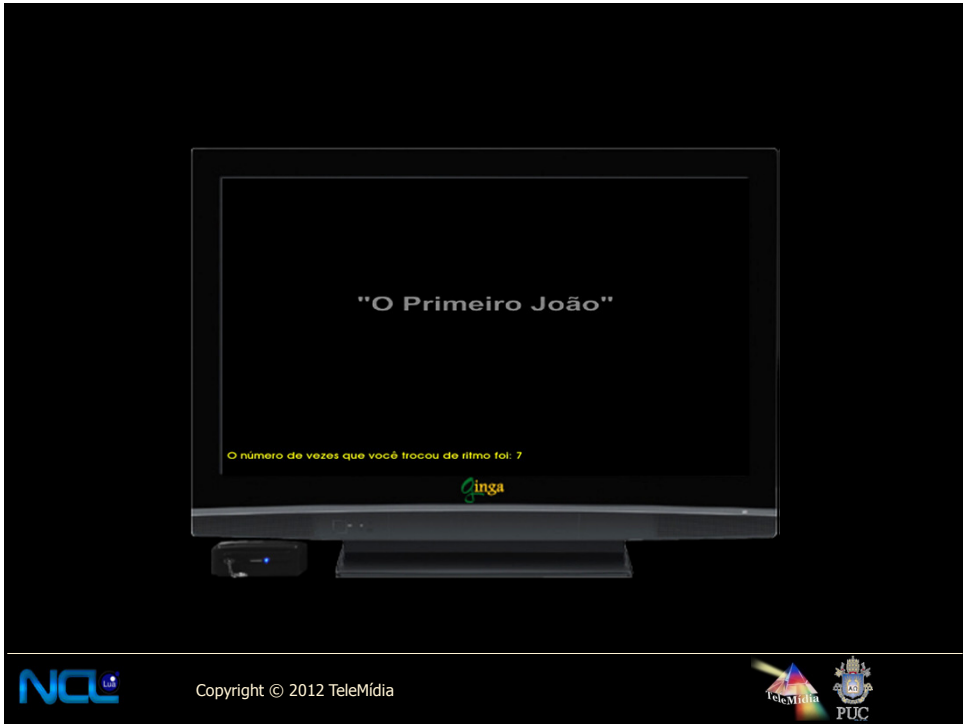 "O Primeiro João"
O número de vezes que você trocou de ritmo foi: 7
Ginga
NCL
Lua
Copyright © 2012 TeleMídia
TeleMídia
PUC